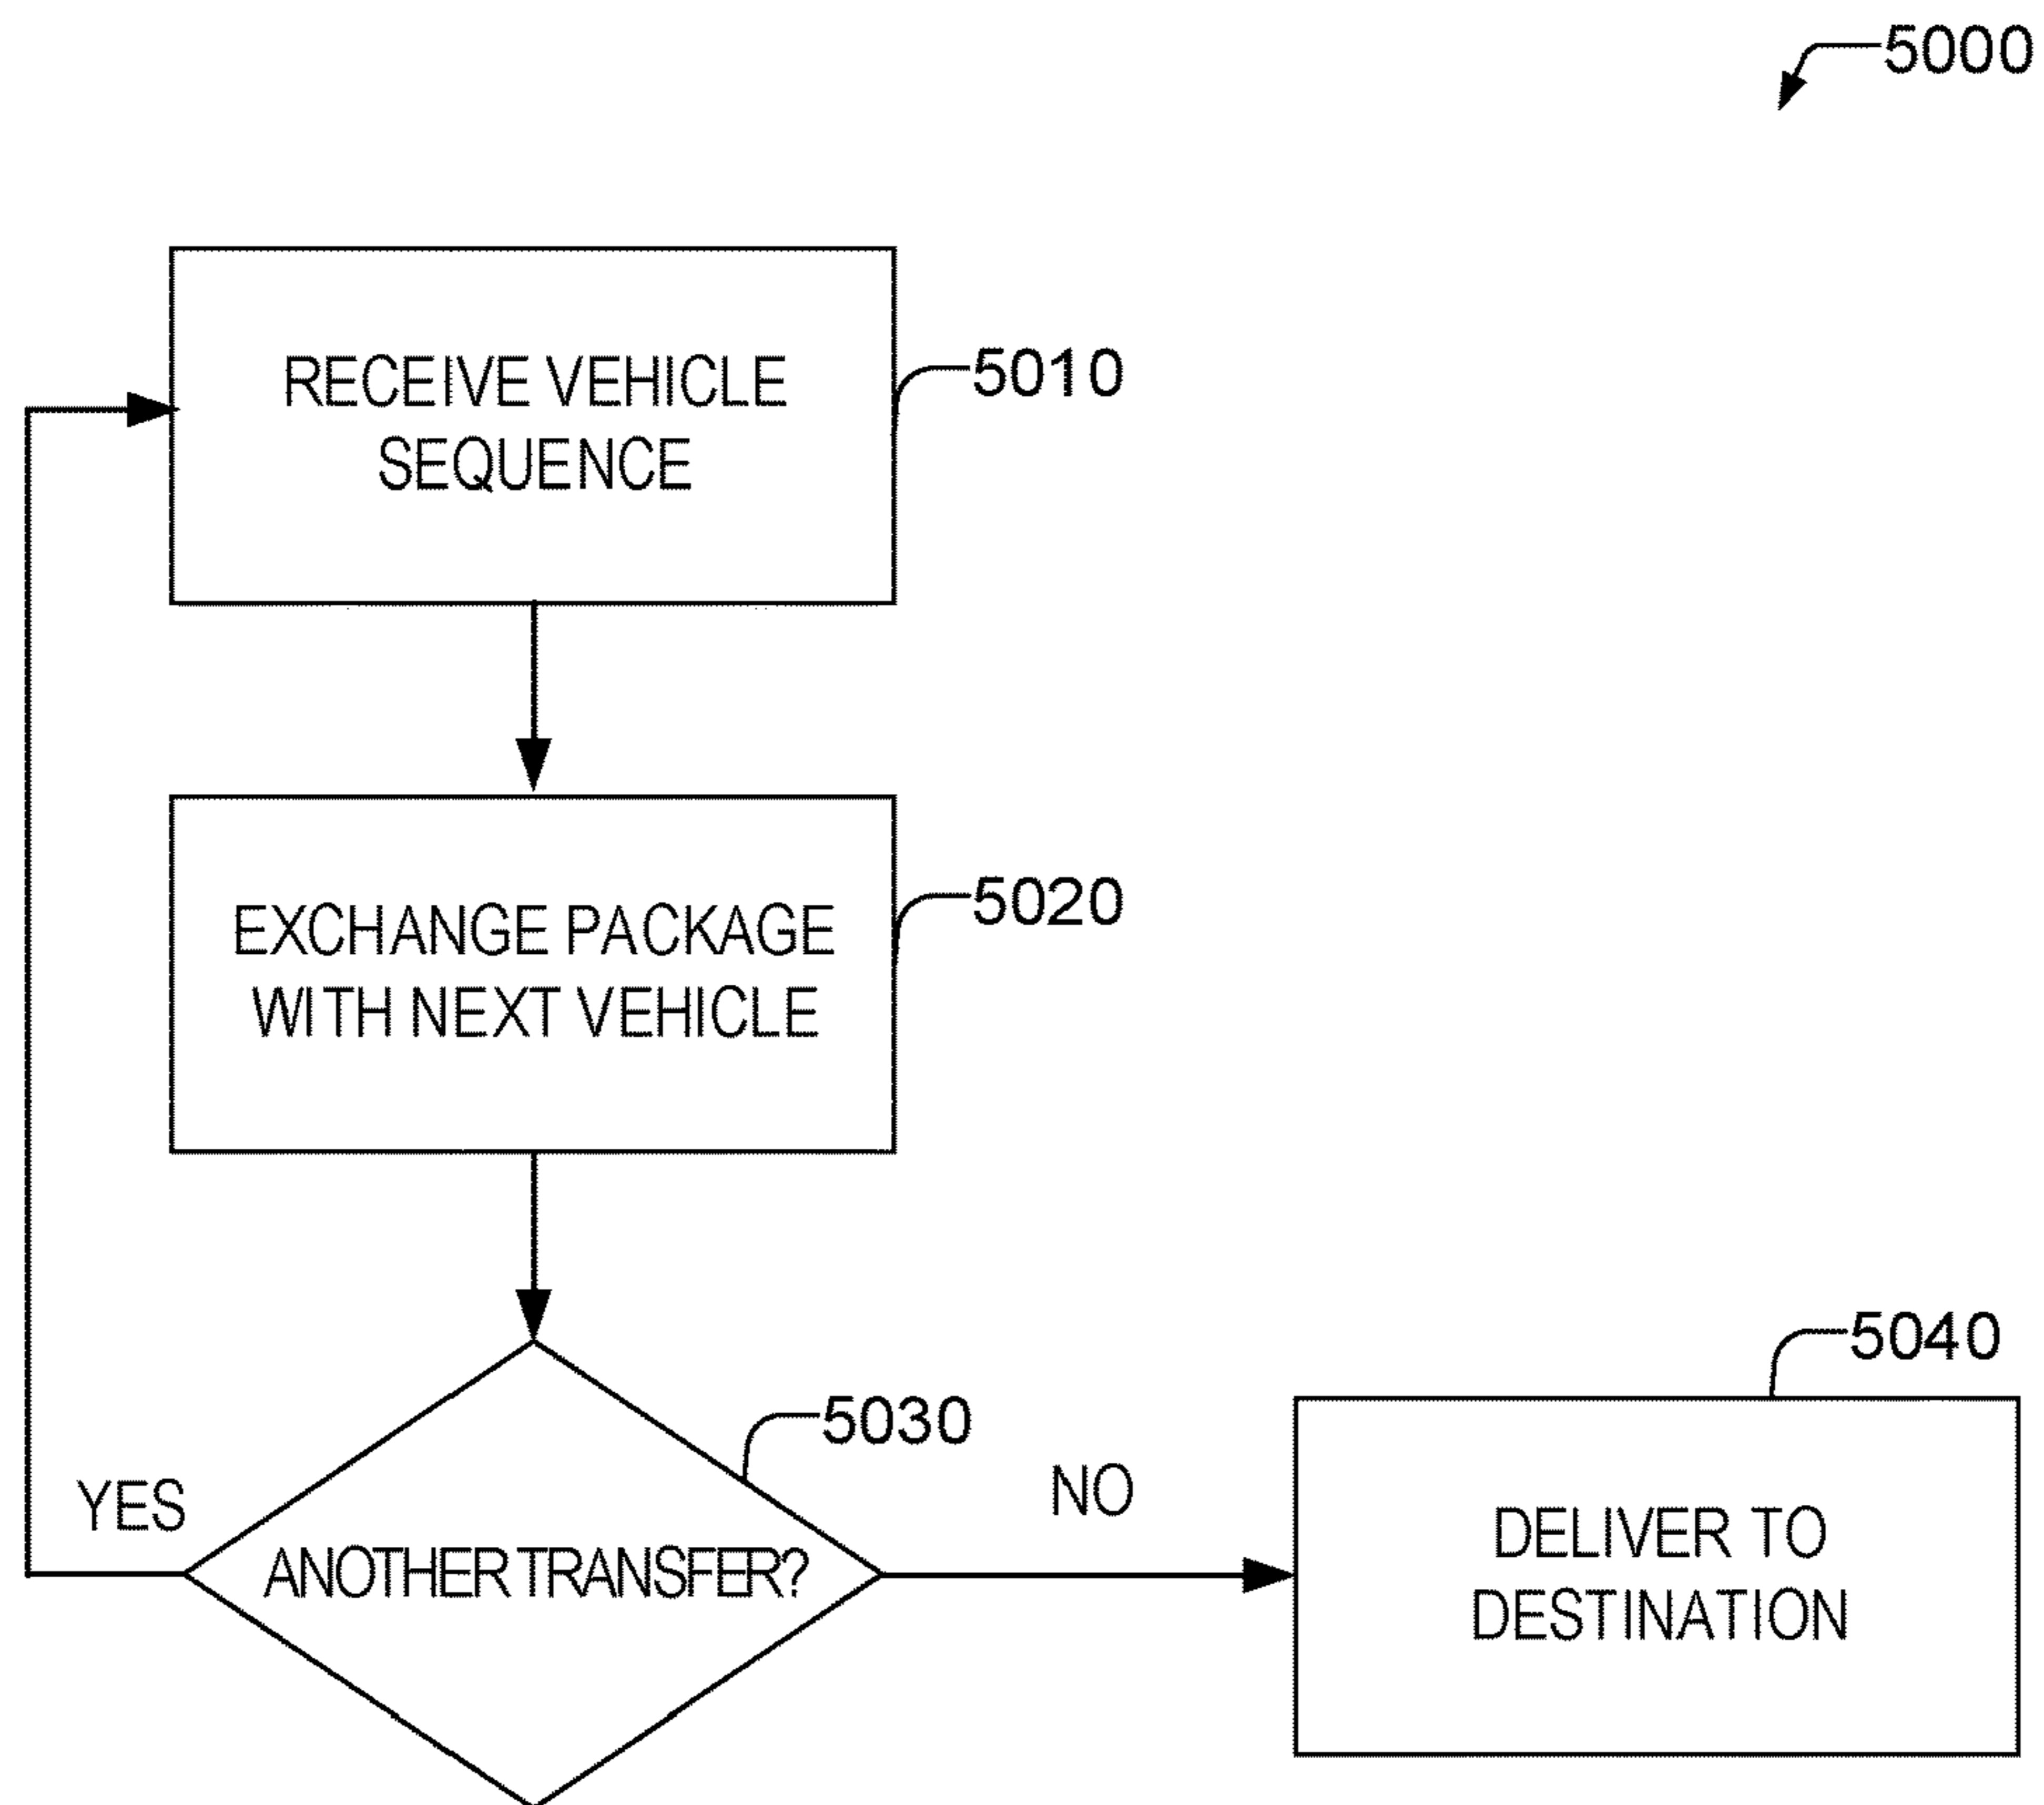 5000
RECEIVE VEHICLE
SEQUENCE
5010
EXCHANGE PACKAGE
WITH NEXT VEHICLE
5020
5030
YES
ANOTHER TRANSFER?
NO
5040
DELIVER TO
DESTINATION